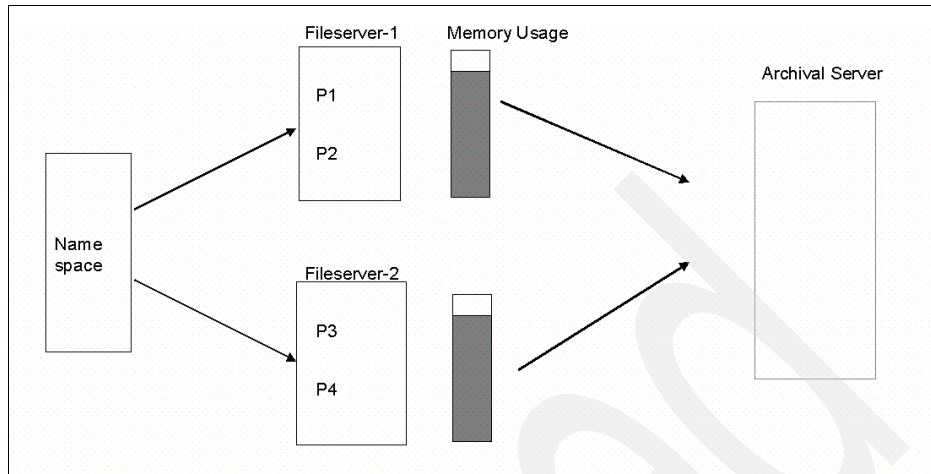 Fileserver-1
Memory Usage
Archival Server
P1
P2
Name
space
Fileserver-2
P3
P4